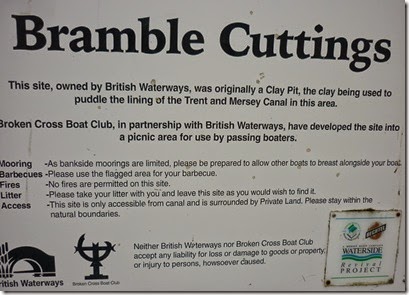 Bramble Cuttings
This site, owned by British Waterways, was originally a Clay Pit, the clay being used to
puddle the lining of the Trent and Mersey Canal in this area.
Broken Cross Boat Club, in partnership with British Waterways, have developed the site into
a picnic area for use by passing boaters.
Mooring -As bankside moorings are limited, please be prepared to allow other boats to breast alongside your boat.
Barbecues -Please use the flagged area for your barbecue.
Fires -No fires are permitted on this site.
Litter -Please take your litter with you and leave this site as you would wish to find it.
Access -This site is only accessible from canal and is surrounded by Private Land. Please stay within the
natural boundaries.
Neither British Waterways nor Broken Cross Boat Club
accept any liability for loss or damage to goods or property,
or injury to persons, howsoever caused.
British Waterways
Broken Cross Boat Club
WATERSIDE
Revival
PROJECT